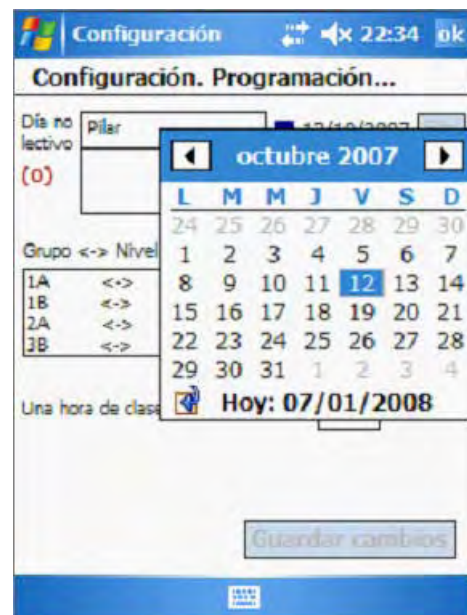 Configuración 22:34 ok
Configuración. Programación...
Día no lectivo Pilar 12/10/2007
(0)
octubre 2007
L M M J V S D
24 25 26 27 28 29 30
1 2 3 4 5 6 7
8 9 10 11 12 13 14
15 16 17 18 19 20 21
22 23 24 25 26 27 28
29 30 31 1 2 3 4
Hoy: 07/01/2008
Grupo <-> Nivel
1A <->
1B <->
2A <->
3B <->
Una hora de clase
Guardar cambios